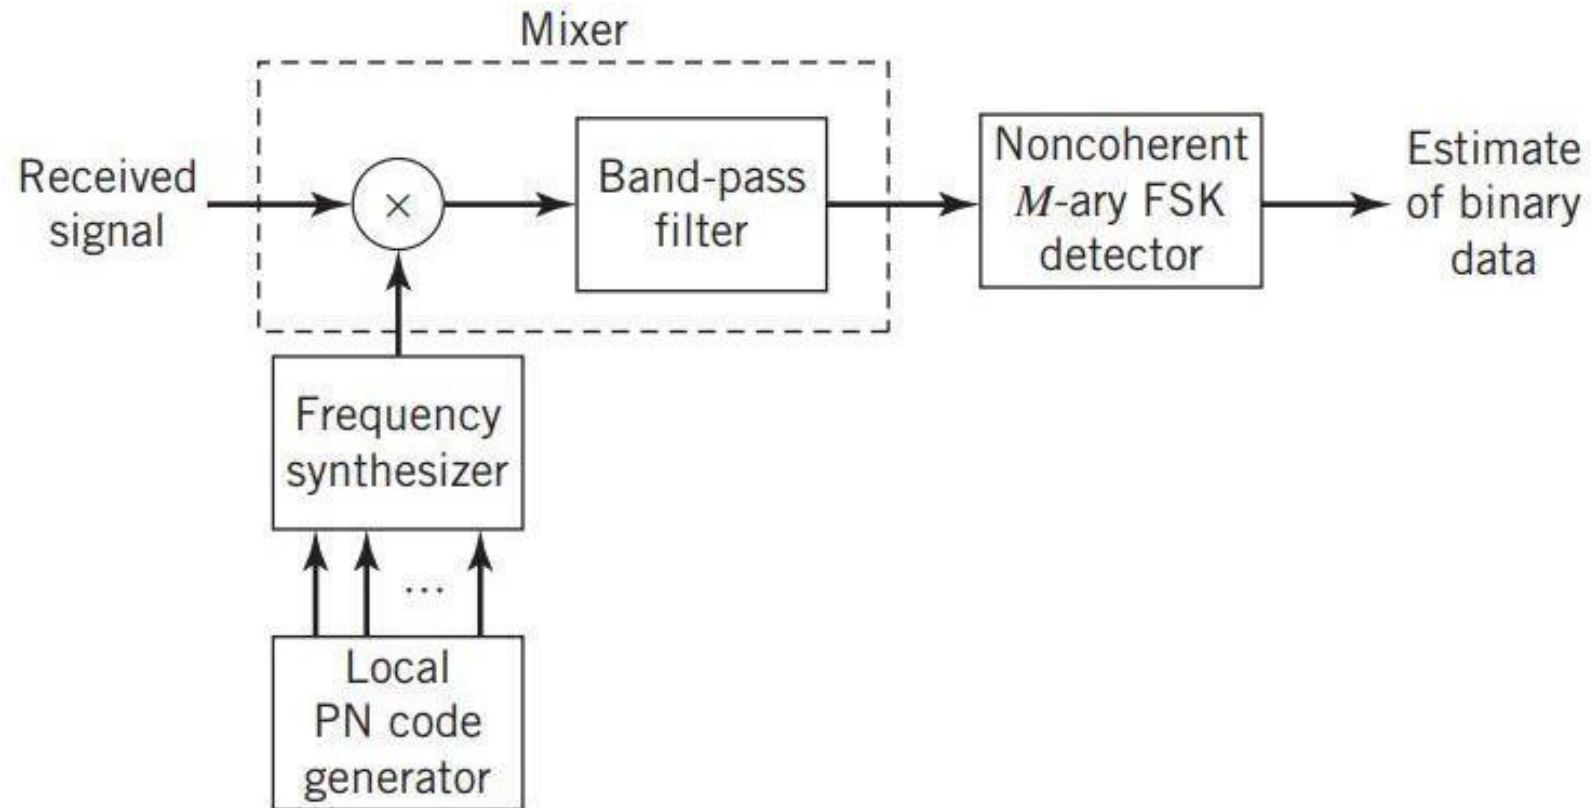 Mixer
Received
signal
×
Band-pass
filter
Noncoherent
M-ary FSK
detector
Estimate
of binary
data
Frequency
synthesizer
...
Local
PN code
generator